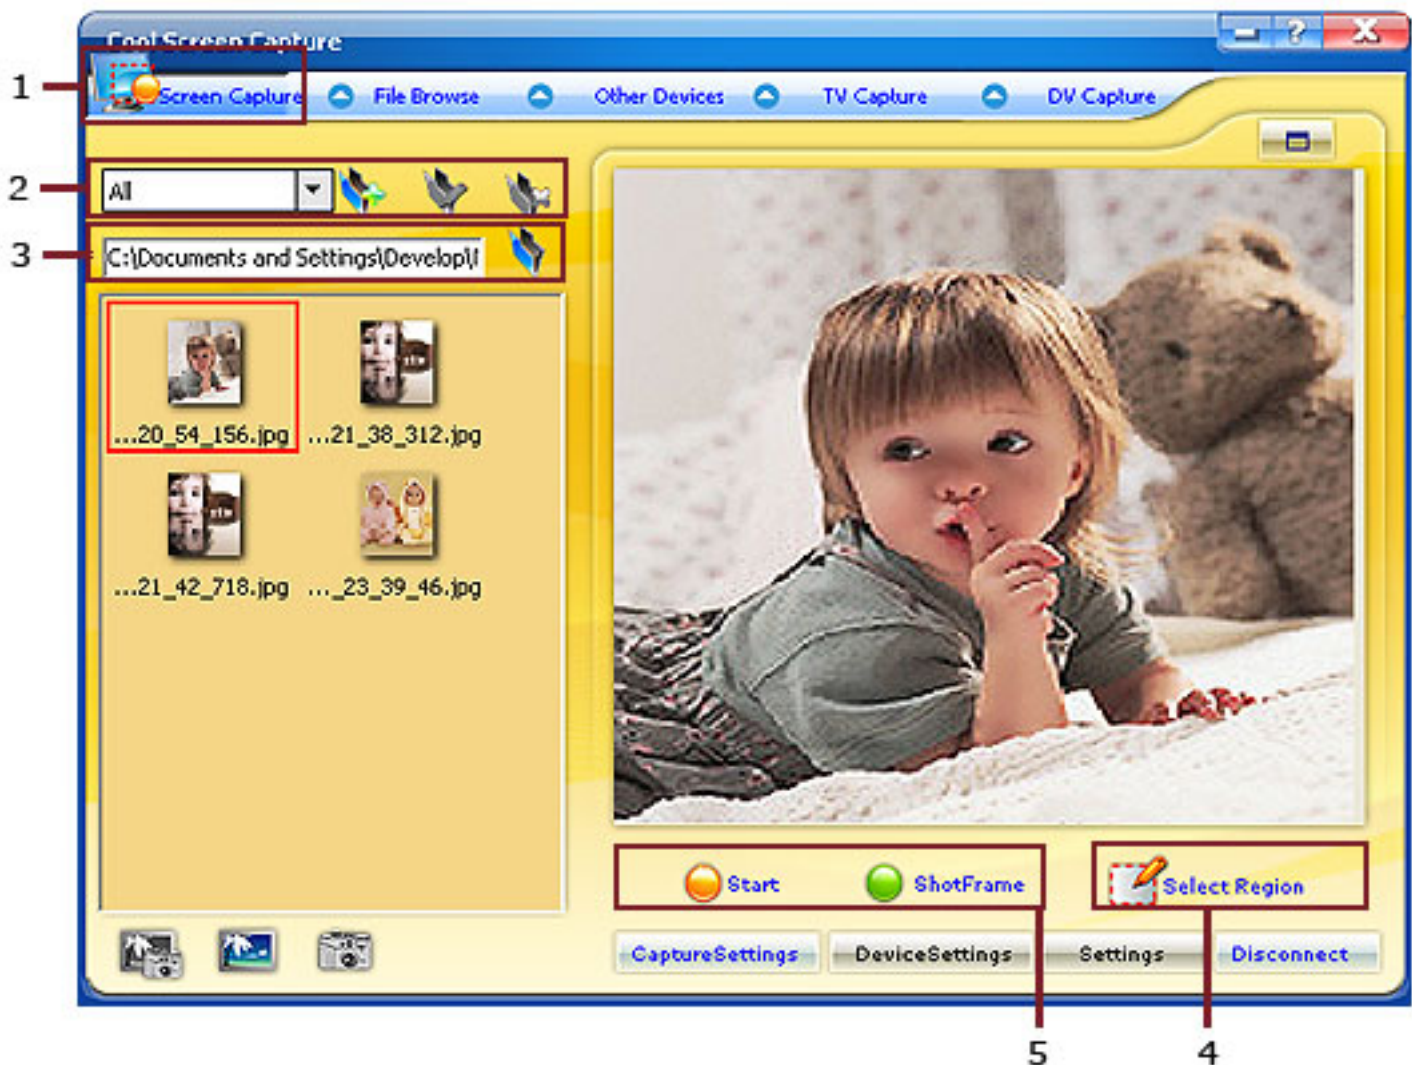 Cool Screen Capture
?
X
1
Screen Capture
File Browse
Other Devices
TV Capture
DV Capture
2
All
3
C:\Documents and Settings\Develop\
...20_54_156.jpg
...21_38_312.jpg
...21_42_718.jpg
..._23_39_46.jpg
Start
ShotFrame
Select Region
CaptureSettings
DeviceSettings
Settings
Disconnect
5
4